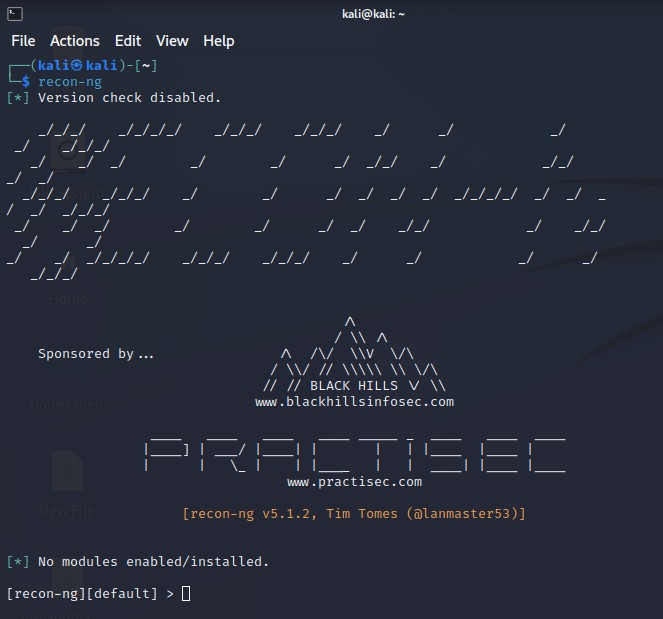 kali@kali: ~
File Actions Edit View Help
(kali㉿kali)-[~]
$ recon-ng
[*] Version check disabled.
    _/_/_/    _/_/_/_/    _/_/_/    _/_/_/    _/      _/            _/
 _/    _/_/_/
   _/    _/  _/        _/        _/      _/  _/_/    _/            _/_/
_/  _/
  _/_/_/    _/_/_/    _/        _/      _/  _/  _/  _/  _/_/_/_/  _/  _/  _
/  _/  _/_/_/
 _/    _/  _/        _/        _/      _/  _/    _/_/            _/    _/_/
  _/      _/
_/    _/  _/_/_/_/    _/_/_/    _/_/_/    _/      _/            _/      _/
   _/_/_/
Sponsored by...
BLACK HILLS
www.blackhillsinfosec.com
PRACTISEC
www.practisec.com
[recon-ng v5.1.2, Tim Tomes (@lanmaster53)]
[*] No modules enabled/installed.
[recon-ng][default] >
Home
Powershell
New File